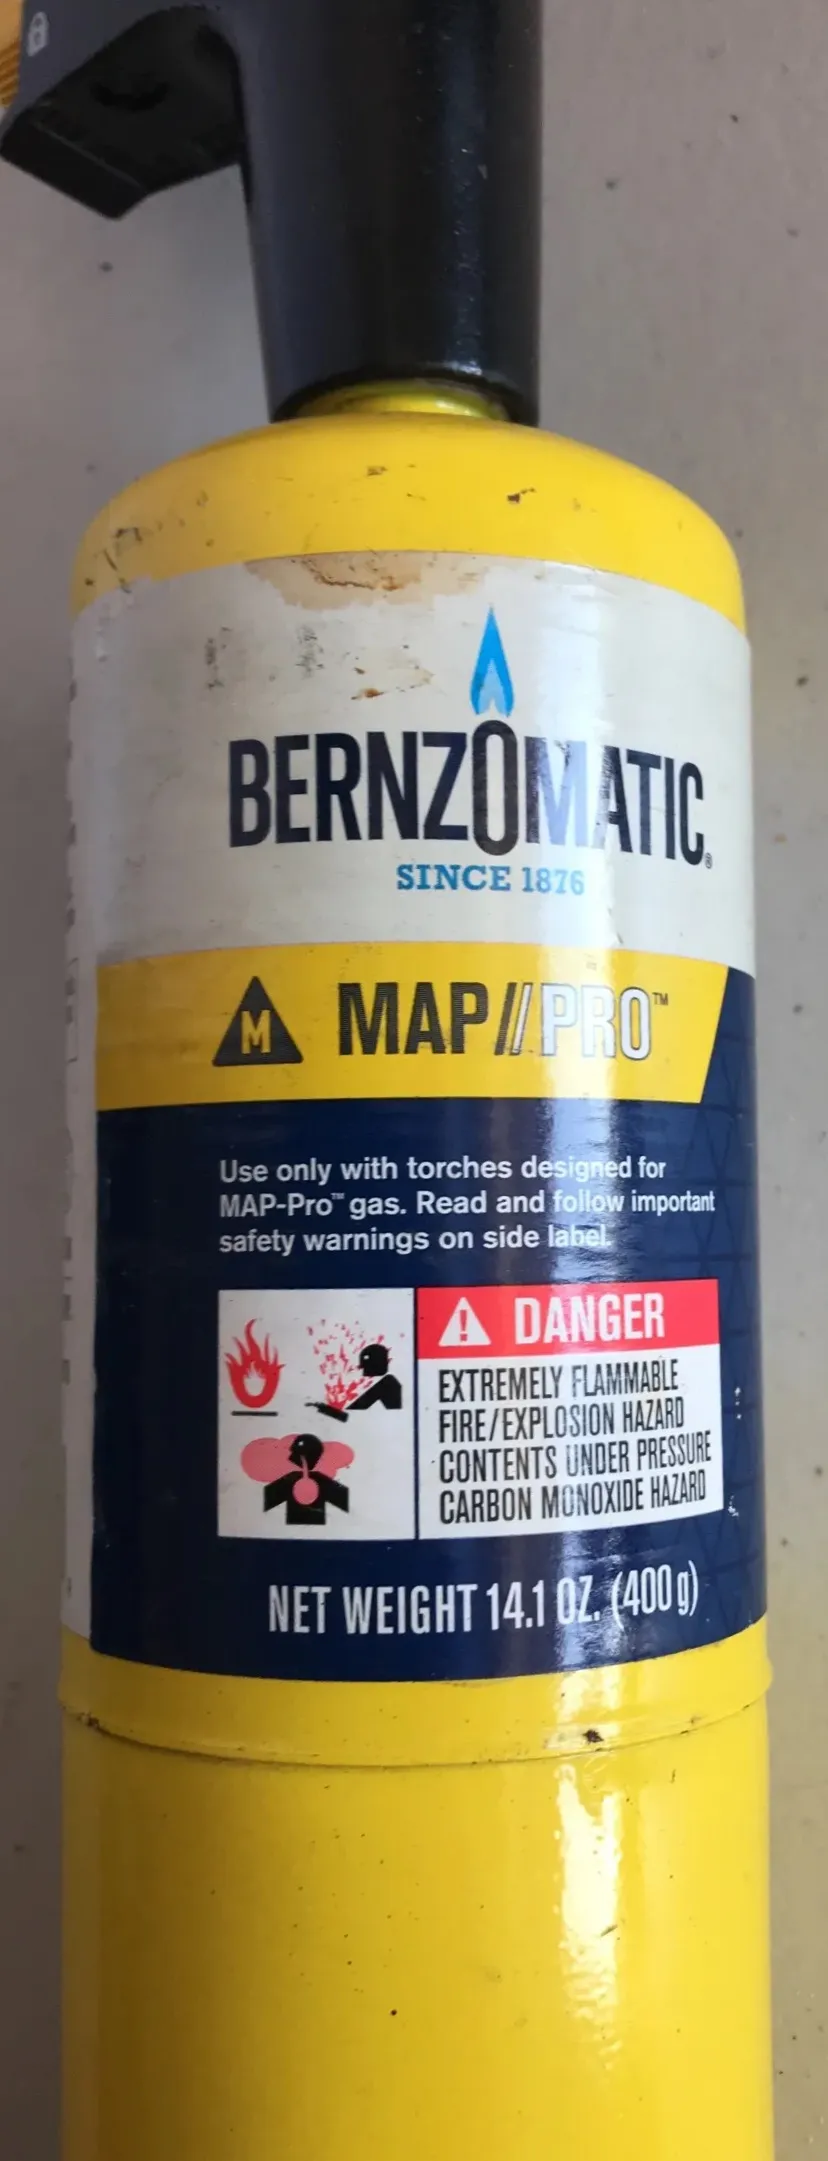 BERNZOMATIC®
SINCE 1876
M MAP//PRO™
Use only with torches designed for
MAP-Pro™ gas. Read and follow important
safety warnings on side label.
DANGER
EXTREMELY FLAMMABLE
FIRE/EXPLOSION HAZARD
CONTENTS UNDER PRESSURE
CARBON MONOXIDE HAZARD
NET WEIGHT 14.1 OZ. (400 g)